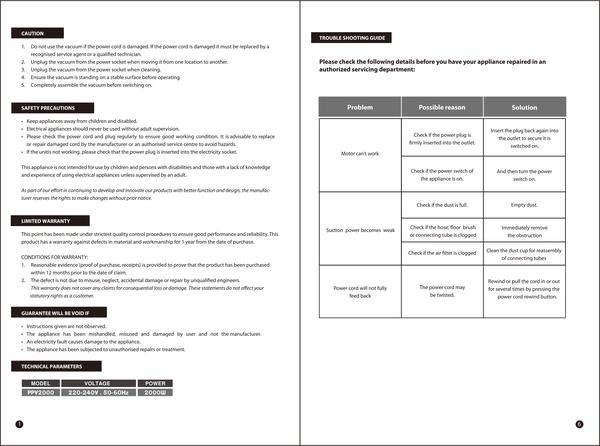 CAUTION
1. Do not use the vacuum if the power cord is damaged. If the power cord is damaged it must be replaced by a
recognised service agent or a qualified technician.
2. Unplug the vacuum from the power socket when moving it from one location to another.
3. Unplug the vacuum from the power socket when cleaning.
4. Ensure the vacuum is standing on a stable surface before operating.
5. Completely assemble the vacuum before switching on.
SAFETY PRECAUTIONS
• Keep appliances away from children and disabled.
• Electrical appliances should never be used without adult supervision.
• Please check the power cord and plug regularly to ensure good working condition. It is advisable to replace
or repair damaged cord by the manufacturer or an authorised service centre to avoid hazards.
• If the unitis not working, please check that the power plug is inserted into the electricity socket.
This appliance is not intended for use by children and persons with disabilities and those with a lack of knowledge
and experience of using electrical appliances unless supervised by an adult.
As part of our effort in continuing to develop and innovate our products with better function and design, the manufac-
turer reserves the right to make changes without prior notice.
LIMITED WARRANTY
This point has been made under strictest quality control procedures to ensure good performance and reliability. This
product has a warranty against defects in material and workmanship for 1 year from the date of purchase.
CONDITIONS FOR WARRANTY:
1. Reasonable evidence (proof of purchase, receipts) is provided to prove that the product has been purchased
within 12 months prior to the date of claim.
2. The defect is not due to misuse, neglect, accidental damage or repair by unqualified engineers.
This warranty does not cover any claims for consequential loss or damage. These statements do not affect your
statutory rights as a customer.
GUARANTEE WILL BE VOID IF
• Instructions given are not observed.
• The appliance has been mishandled, misused and damaged by user and not the manufacturer.
• An electricity fault causes damage to the appliance.
• The appliance has been subjected to unauthorised repairs or treatment.
TECHNICAL PARAMETERS
MODEL VOLTAGE POWER
PPV2000 220-240V . 50-60Hz 2000W
1
TROUBLE SHOOTING GUIDE
Please check the following details before you have your appliance repaired in an
authorized servicing department:
Problem Possible reason Solution
Motor can't work
Check if the power plug is
firmly inserted into the outlet.
Insert the plug back again into
the outlet to secure it is
switched on.
Check if the power switch of
the appliance is on.
And then turn the power
switch on.
Suction power becomes weak
Check if the dust is full.
Empty dust.
Check if the hose, floor brush
or connecting tube is clogged
Immediately remove
the obstruction
Check if the air filter is clogged
Clean the dust cup for reassembly
of connecting tubes
Power cord will not fully
feed back
The power cord may
be twisted.
Rewind or pull the cord in or out
for several times by pressing the
power cord rewind button.
6